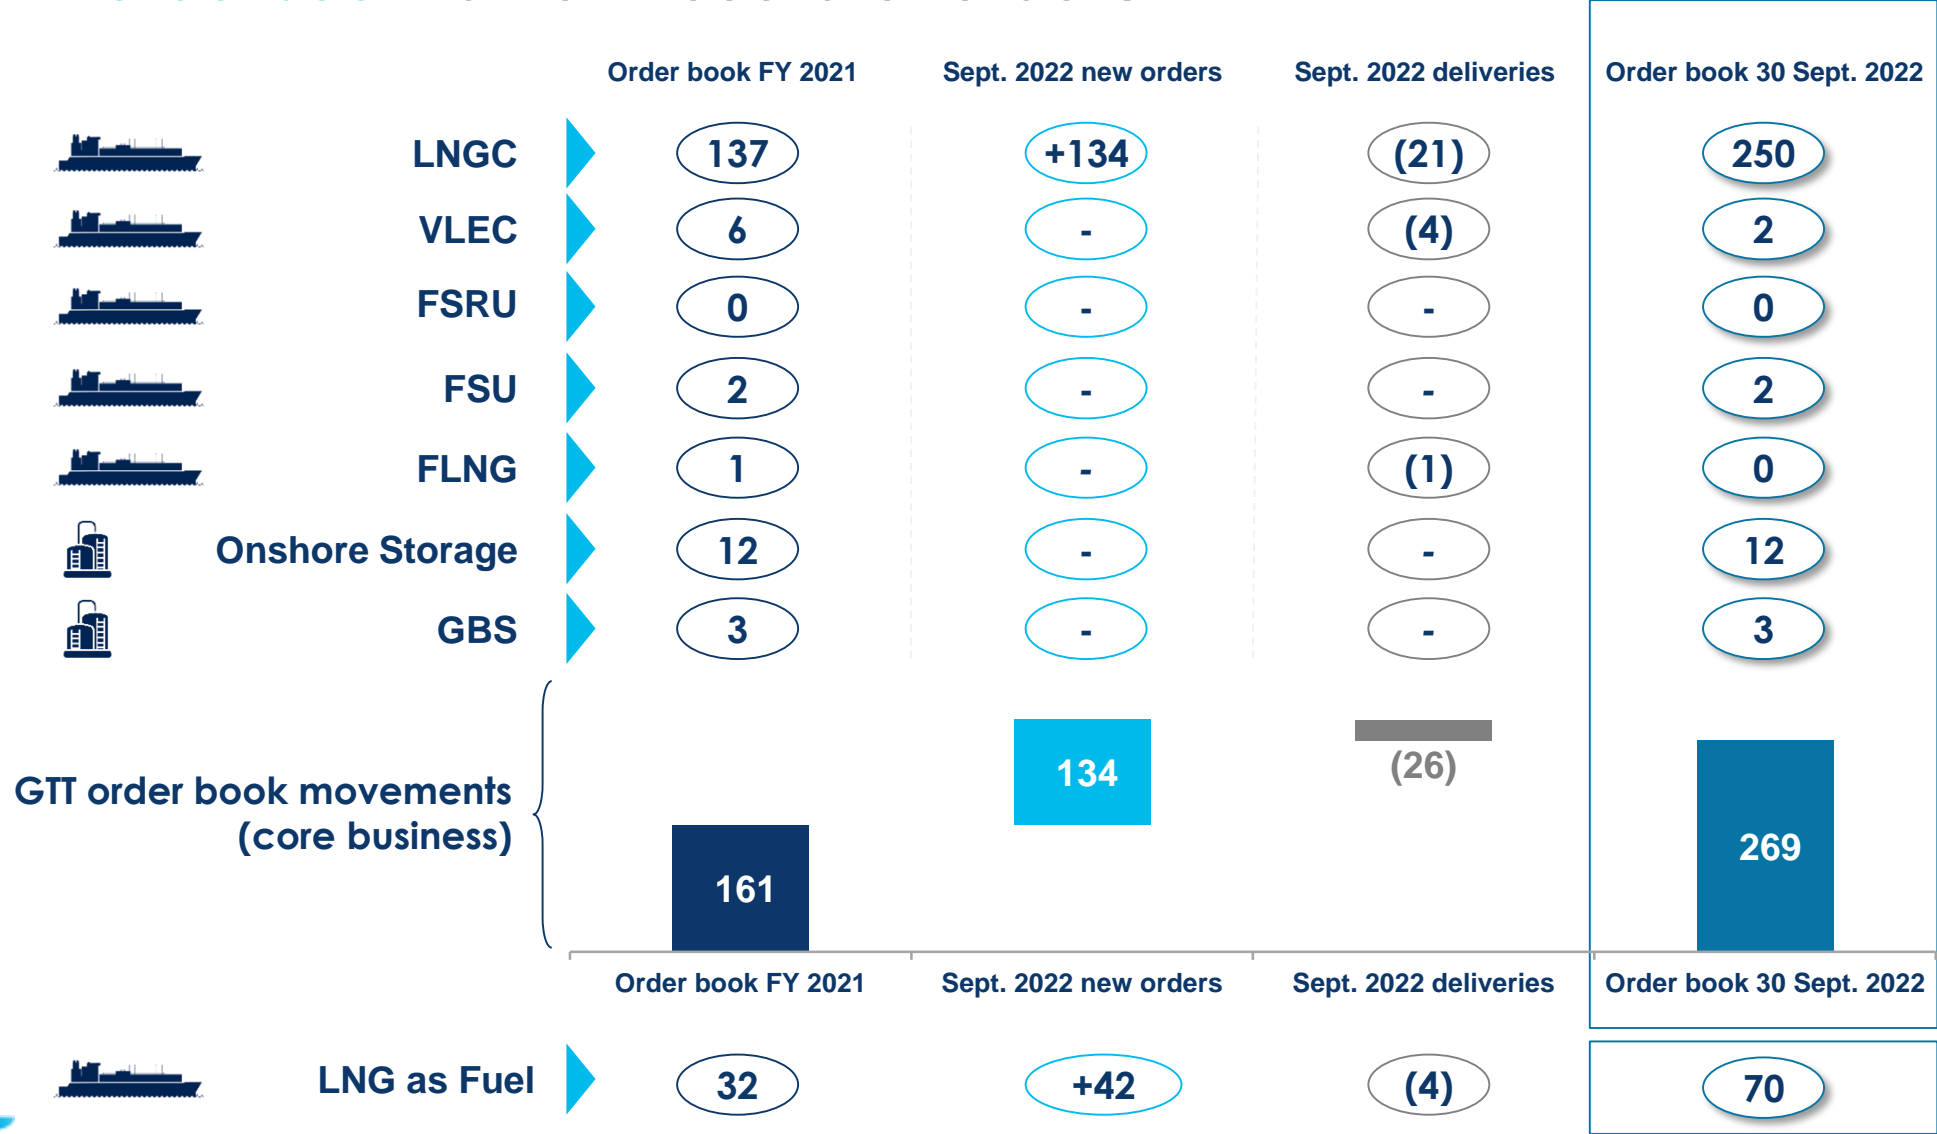 Order book FY 2021 Sept. 2022 new orders Sept. 2022 deliveries Order book 30 Sept. 2022
LNGC 137 +134 (21) 250
VLEC 6 - (4) 2
FSRU 0 - - 0
FSU 2 - - 2
FLNG 1 - (1) 0
Onshore Storage 12 - - 12
GBS 3 - - 3
GTT order book movements
(core business)
161 134 (26) 269
Order book FY 2021 Sept. 2022 new orders Sept. 2022 deliveries Order book 30 Sept. 2022
LNG as Fuel 32 +42 (4) 70